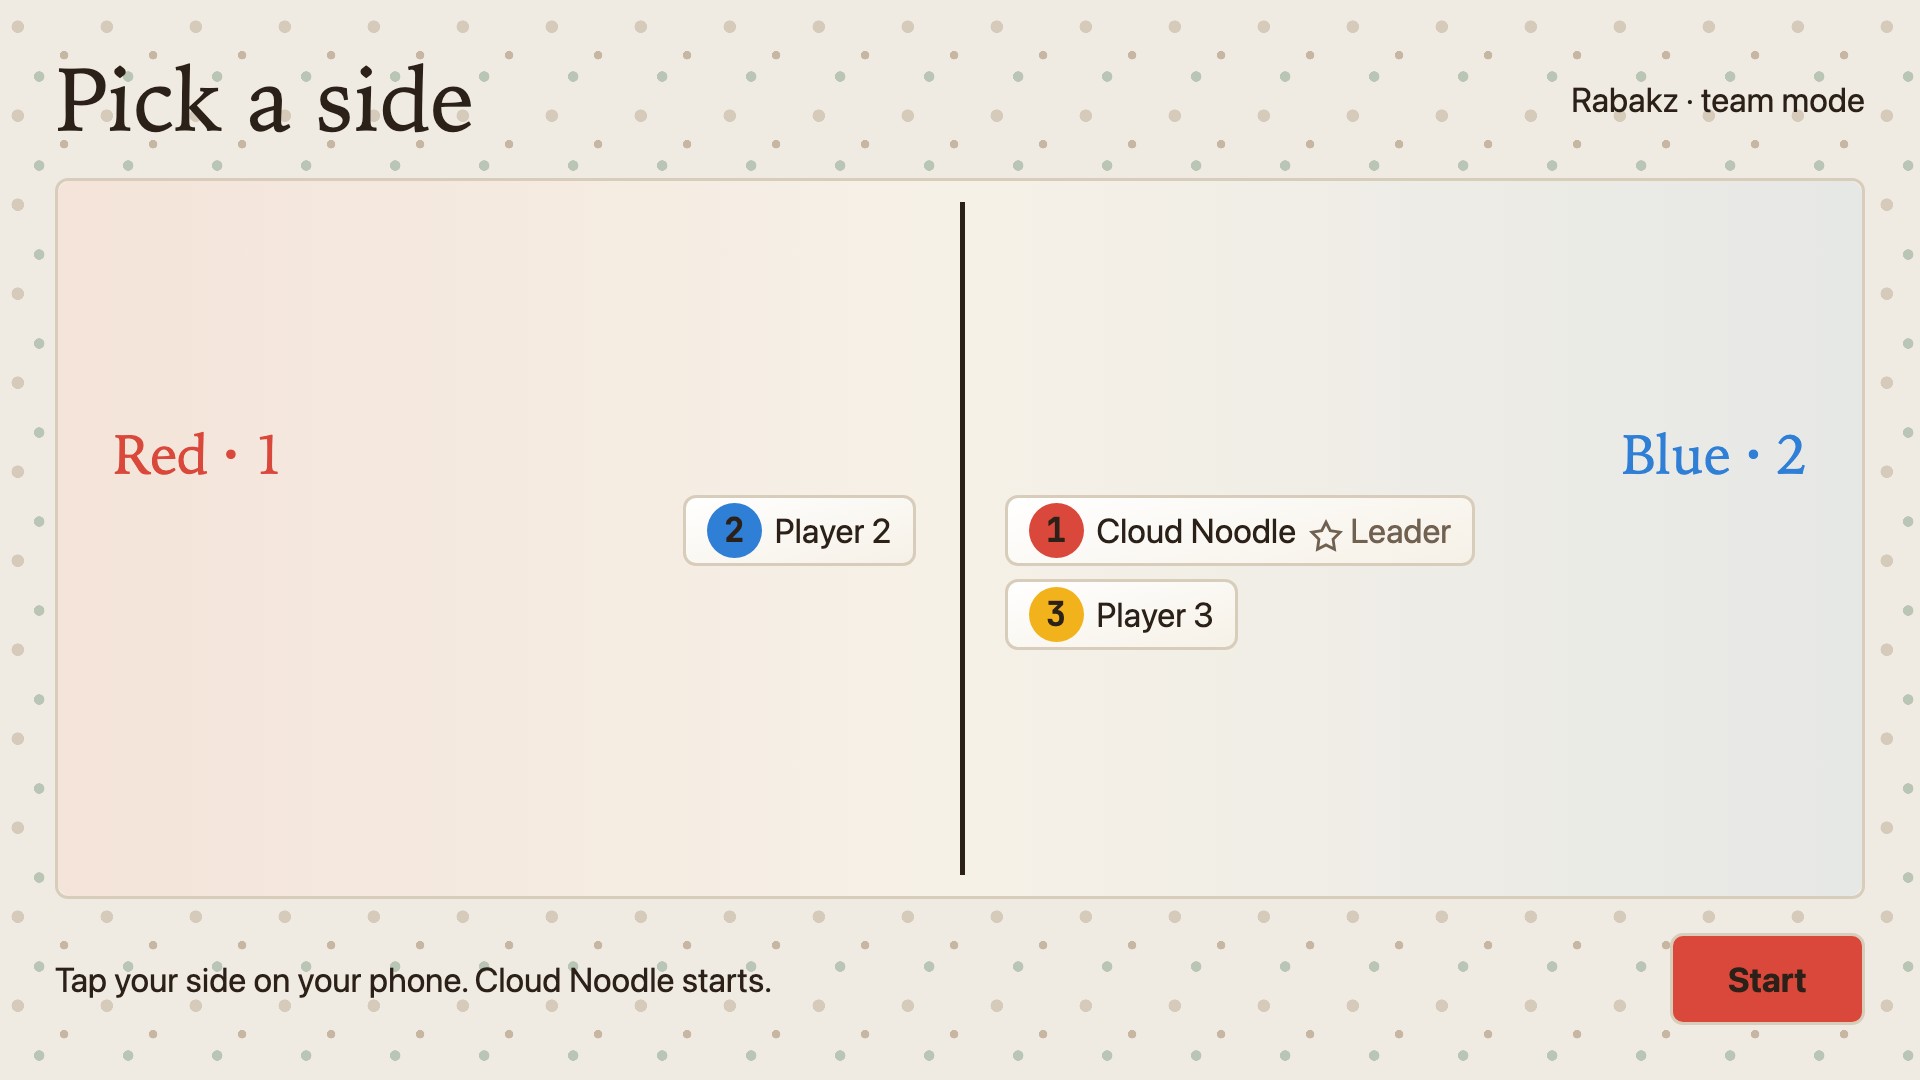 Pick a side
Rabakz · team mode
Red · 1
Blue · 2
2 Player 2
1 Cloud Noodle ☆ Leader
3 Player 3
Tap your side on your phone. Cloud Noodle starts.
Start